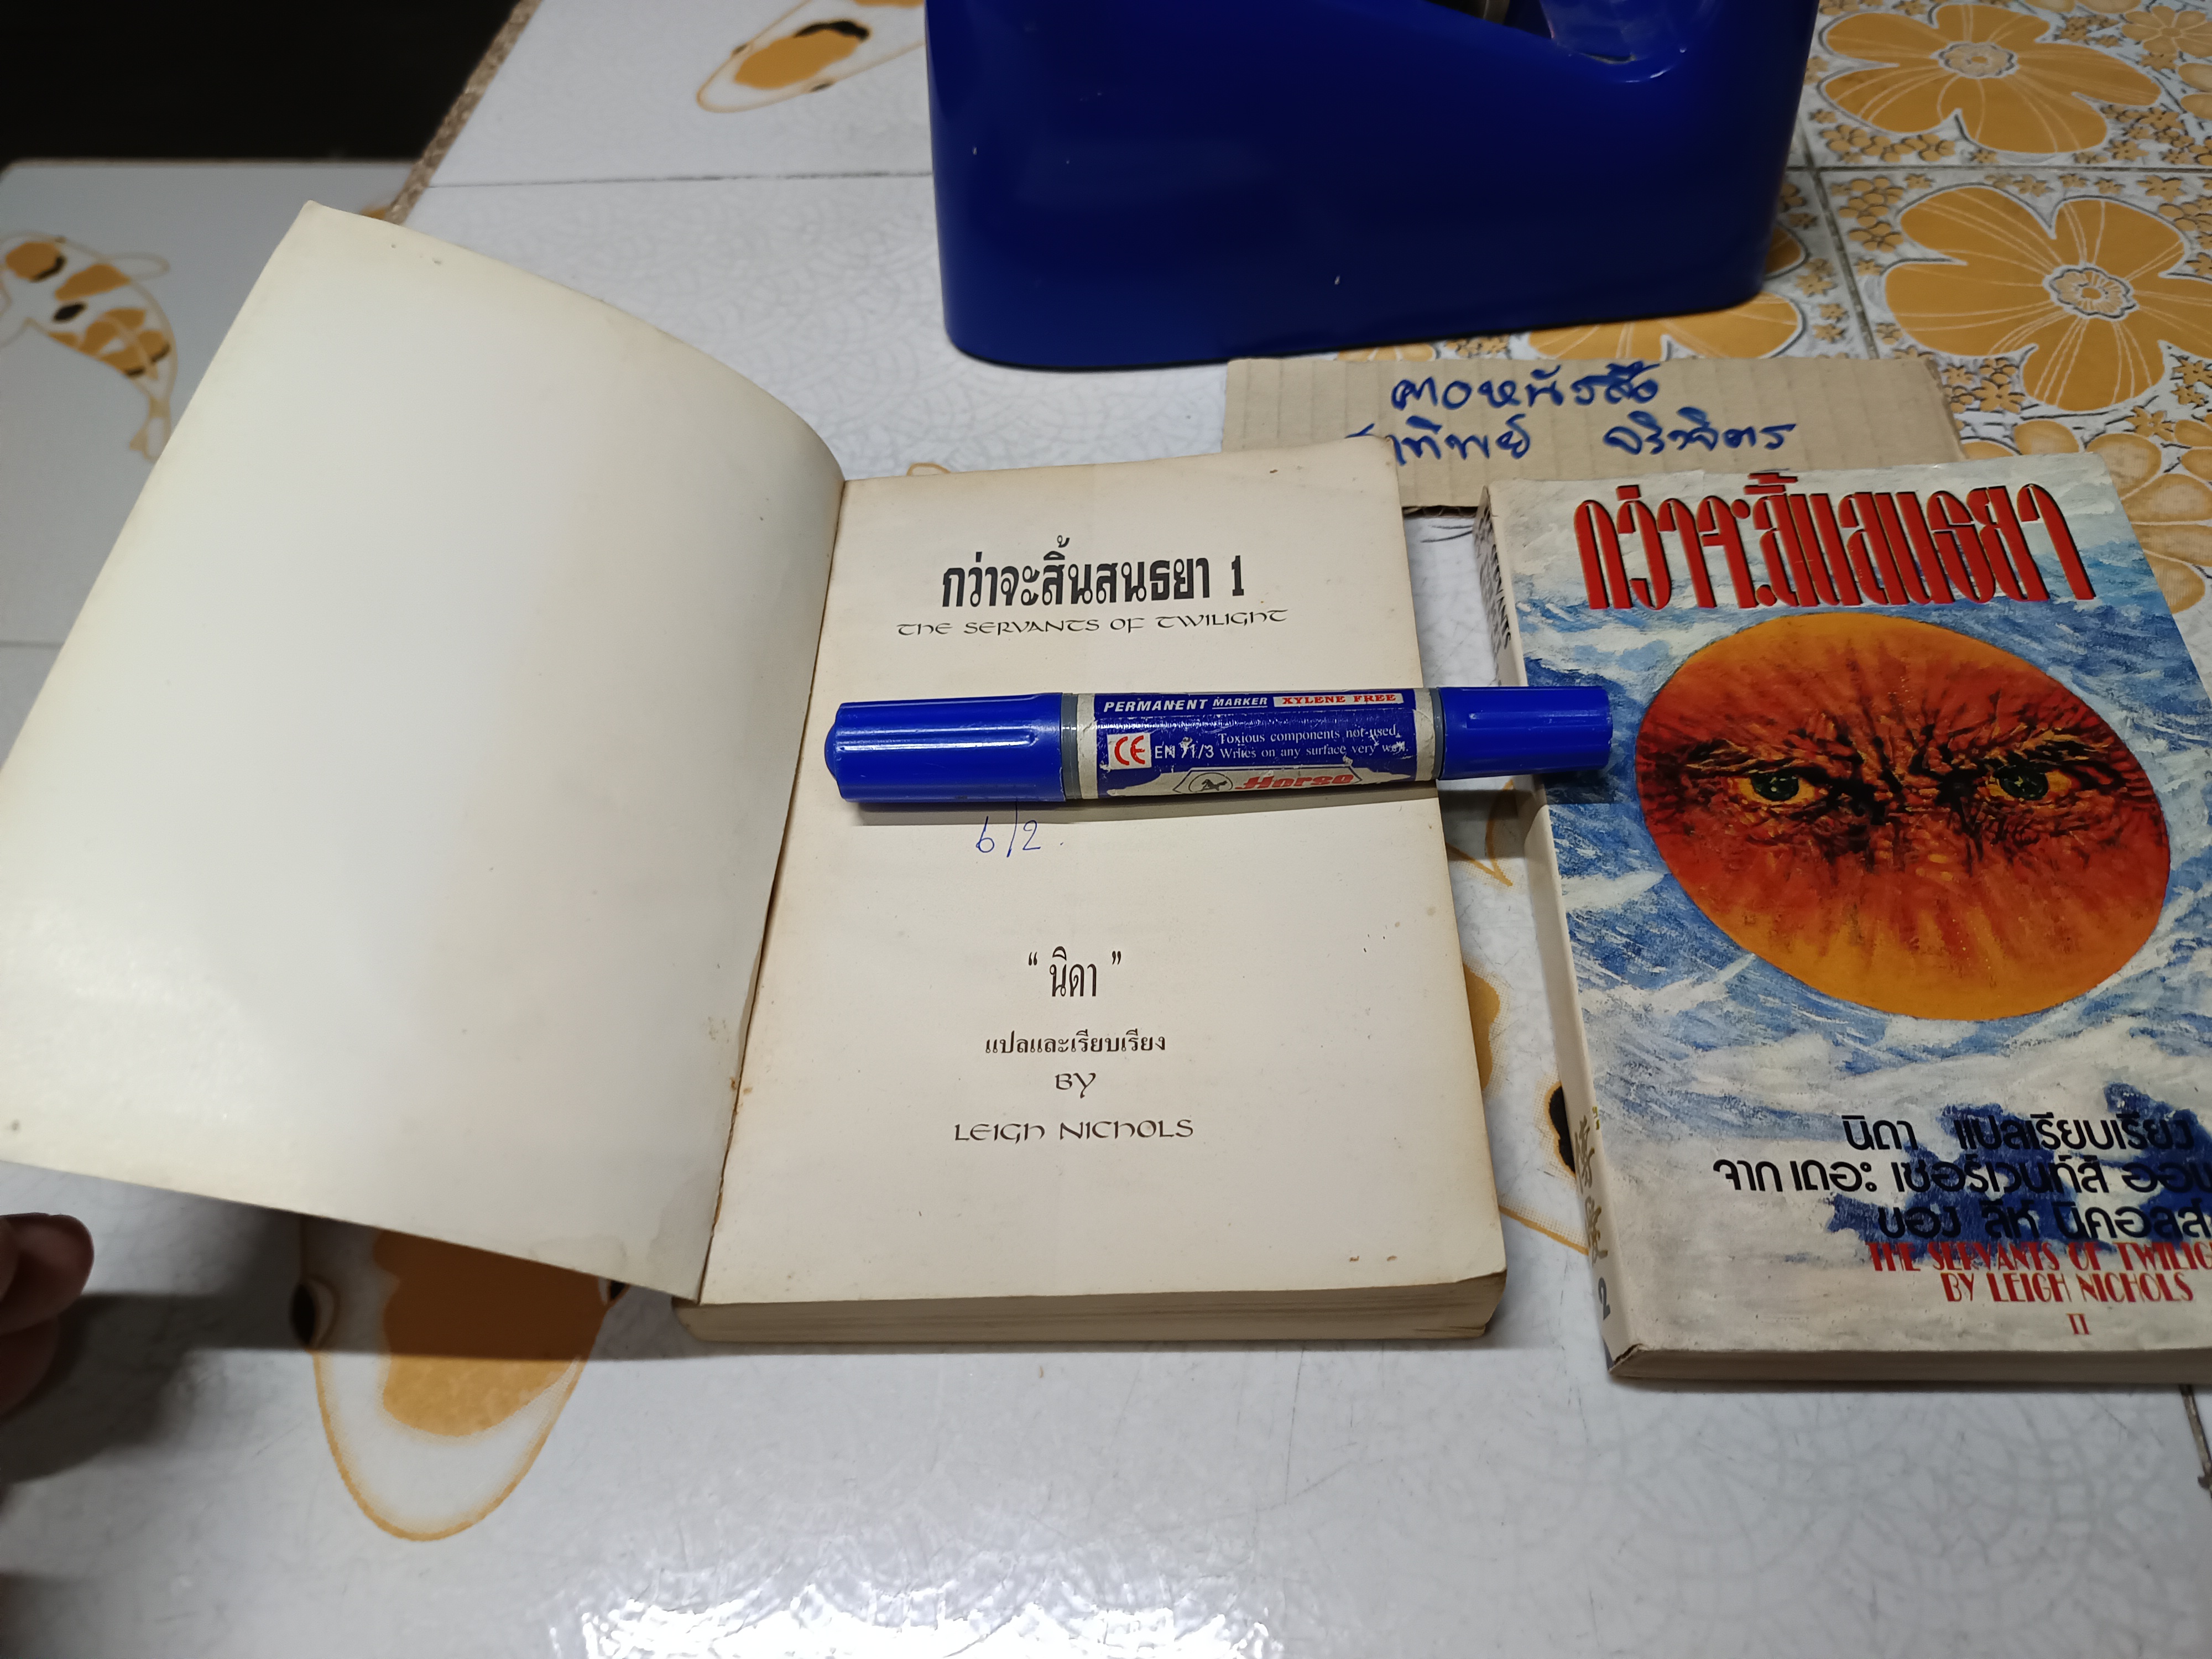 คอหนังสือ
าทิพย์ จริงจิตร
กว่าจะสิ้นสนธยา 1
THE SERVANTS OF TWILIGHT
PERMANENT MARKER XYLENE FREE
CE EN 71/3 Toxious components not used.
Writes on any surface very well.
Horse
6/2
“ นิดา ”
แปลและเรียบเรียง
BY
LEIGH NICHOLS
กว่าจะสิ้นสนธยา
นิดา แปลเรียบเรียง
จาก เดอะ เซอร์เวนท์ส ออ
ของ ลีห์ นิคอลส์
THE SERVANTS OF TWILIG
BY LEIGH NICHOLS
II
2